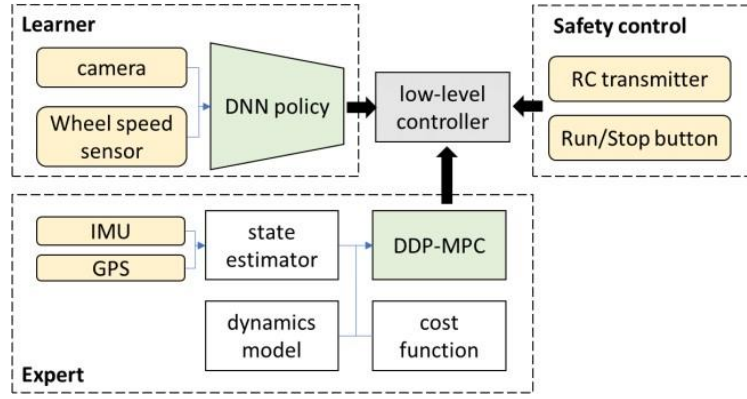 Learner
camera
Wheel speed
sensor
DNN policy
low-level
controller
Safety control
RC transmitter
Run/Stop button
IMU
GPS
state
estimator
DDP-MPC
dynamics
model
cost
function
Expert